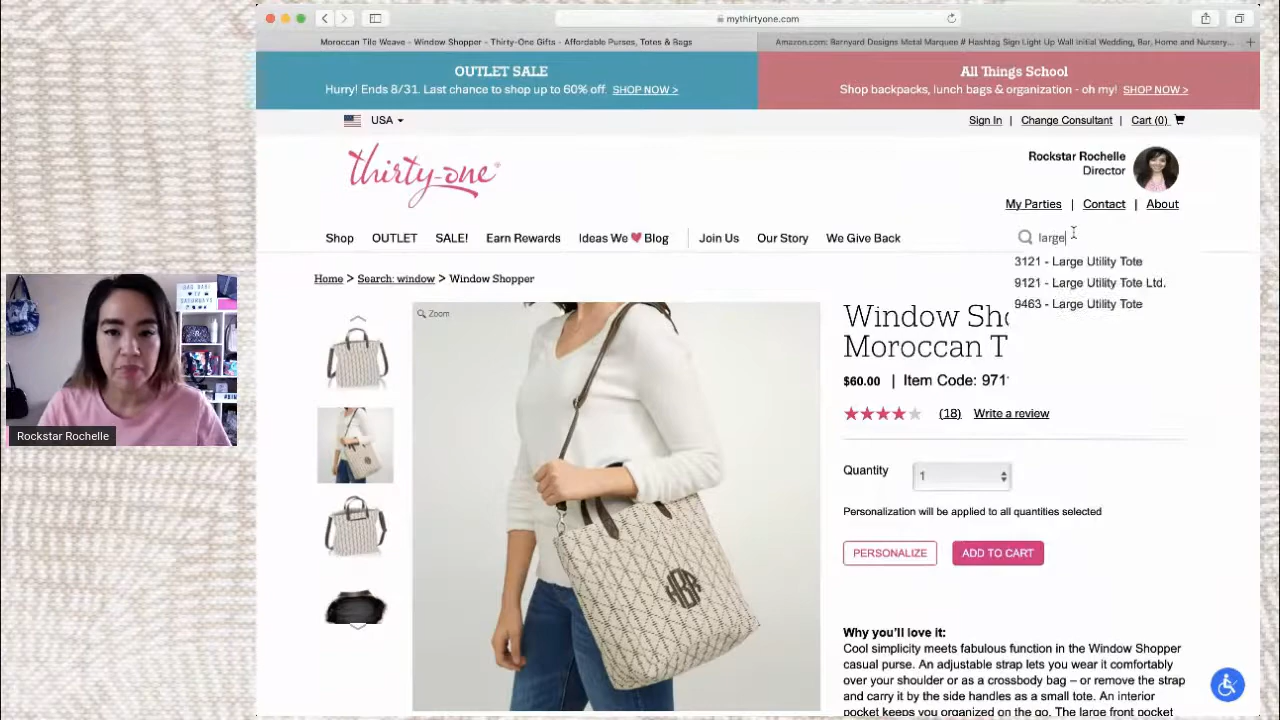 mythirtyone.com
Moroccan Tile Weave - Window Shopper - Thirty-One Gifts - Affordable Purses, Totes & Bags
Amazon.com: Barnyard Designs Metal Marquee # Hashtag Sign Light Up Wall Initial Wedding, Bar, Home and Nursery...
OUTLET SALE
Hurry! Ends 8/31. Last chance to shop up to 60% off. SHOP NOW >
All Things School
Shop backpacks, lunch bags & organization - oh my! SHOP NOW >
USA
Sign In | Change Consultant | Cart (0)
thirty-one
Rockstar Rochelle
Director
My Parties | Contact | About
Shop OUTLET SALE! Earn Rewards Ideas We Blog Join Us Our Story We Give Back
large
3121 - Large Utility Tote
9121 - Large Utility Tote Ltd.
9463 - Large Utility Tote
Home > Search: window > Window Shopper
Zoom
Window Sho
Moroccan T
$60.00 | Item Code: 971
(18) Write a review
Quantity 1
Personalization will be applied to all quantities selected
PERSONALIZE ADD TO CART
Why you'll love it:
Cool simplicity meets fabulous function in the Window Shopper
casual purse. An adjustable strap lets you wear it comfortably
over your shoulder or as a crossbody bag – or remove the strap
and carry it by the side handles as a small tote. An interior
pocket keeps you organized on the go. The large front pocket
Rockstar Rochelle